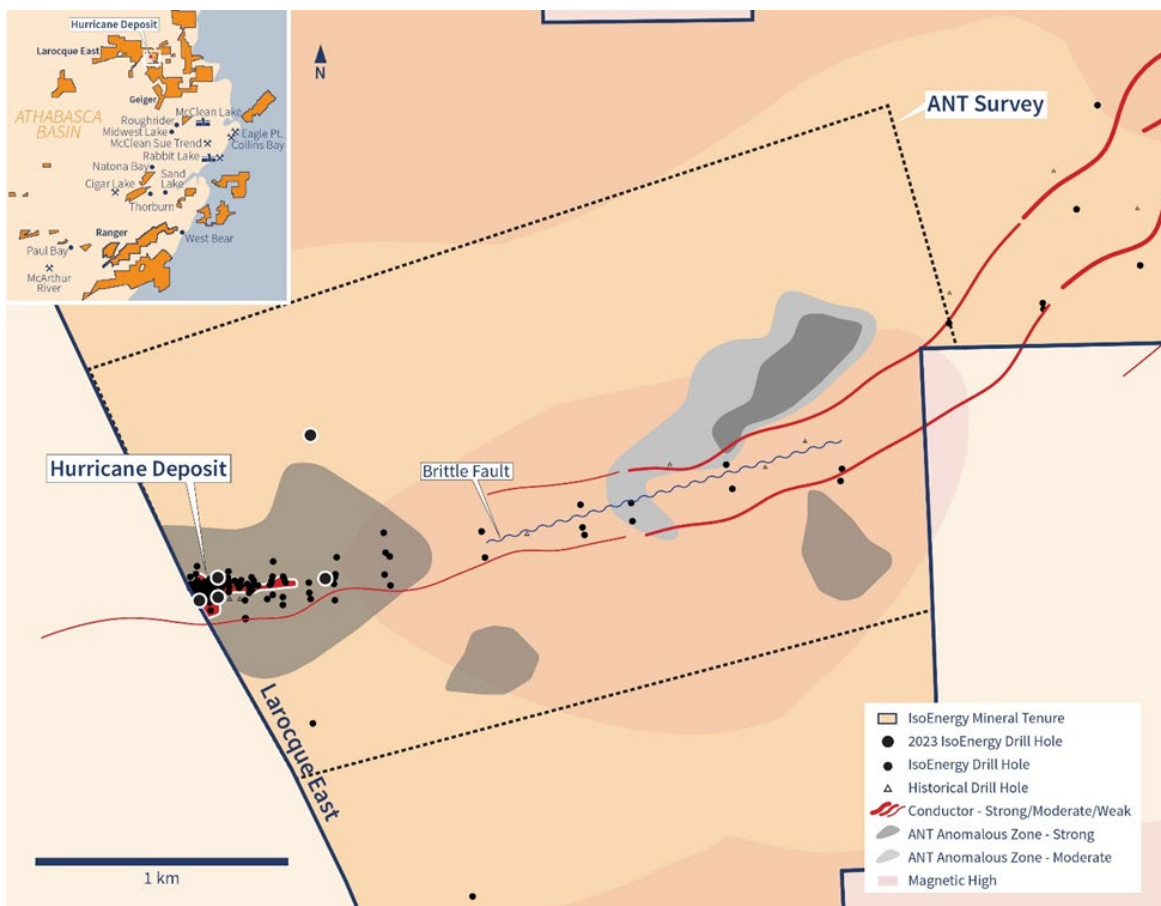 Hurricane
Deposit
Larocque East
Geiger
ATHABASCA
BASIN
McClean Lake
Roughrider
Midwest Lake
McClean Sue Trend
Eagle Pt.
Collins Bay
Rabbit Lake
Natona Bay
Sand
Lake
Cigar Lake
Thorburn
Ranger
West Bear
Paul Bay
McArthur
River
N
ANT Survey
Hurricane Deposit
Brittle Fault
Larocque East
1 km
IsoEnergy Mineral Tenure
2023 IsoEnergy Drill Hole
IsoEnergy Drill Hole
Historical Drill Hole
Conductor - Strong/Moderate/Weak
ANT Anomalous Zone - Strong
ANT Anomalous Zone - Moderate
Magnetic High